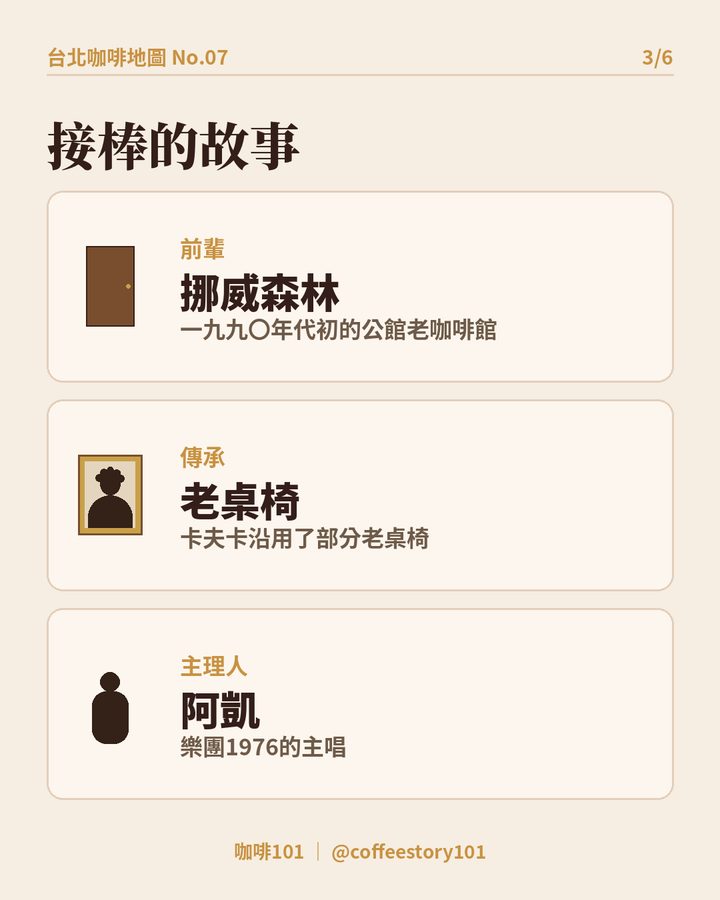 台北咖啡地圖 No.07
3/6
接棒的故事
前輩
挪威森林
一九九〇年代初的公館老咖啡館
傳承
老桌椅
卡夫卡沿用了部分老桌椅
主理人
阿凱
樂團1976的主唱
咖啡101｜@coffeestory101